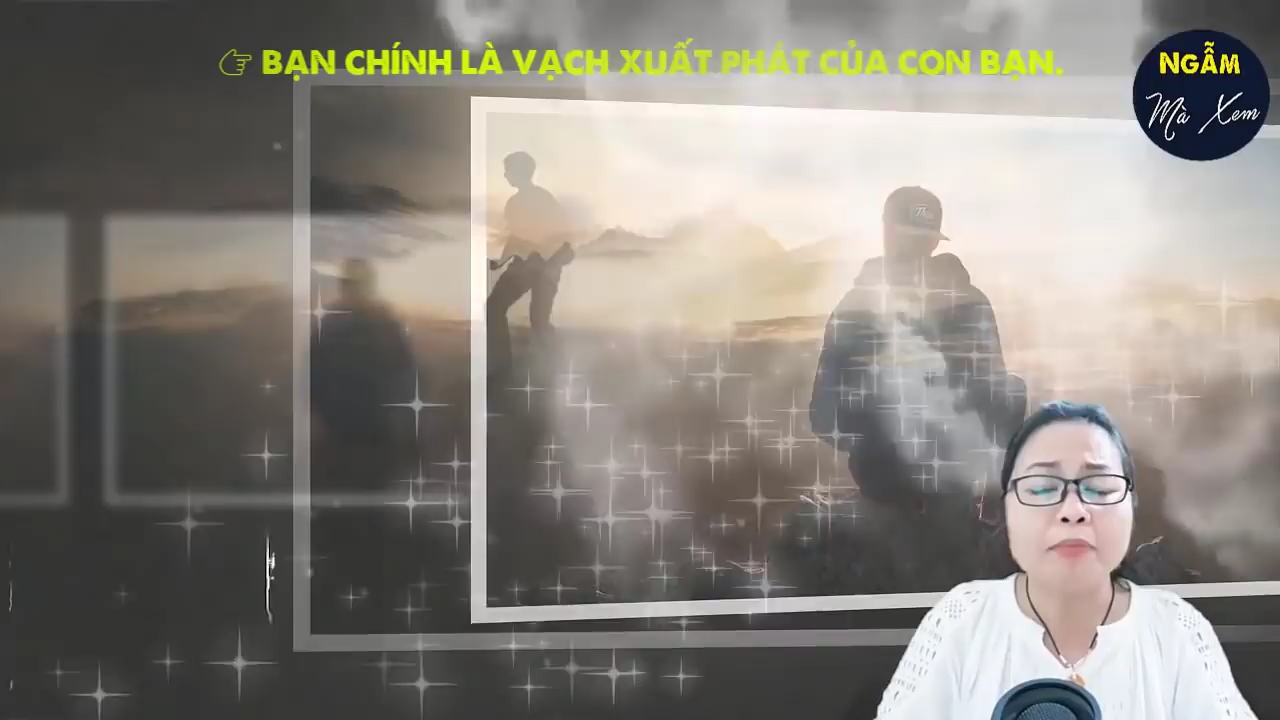 👉 BẠN CHÍNH LÀ VẠCH XUẤT PHÁT CỦA CON BẠN.
NGẪM
Mà Xem